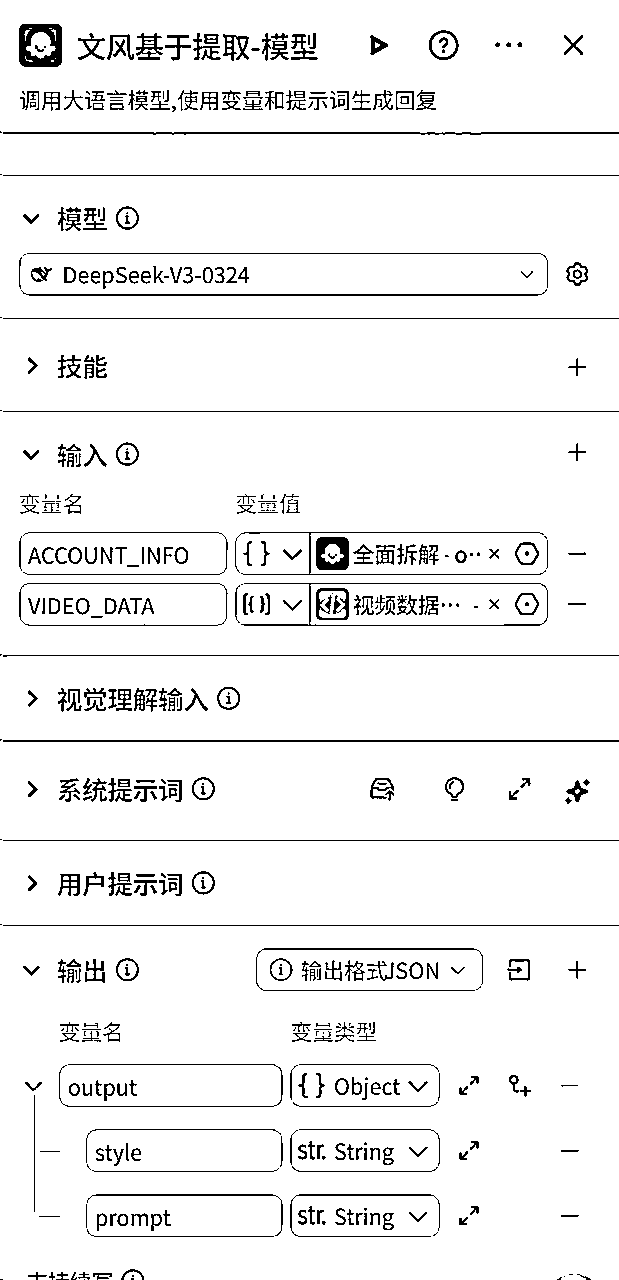 文风基于提取-模型
调用大语言模型,使用变量和提示词生成回复
模型
DeepSeek-V3-0324
技能
输入
变量名 变量值
ACCOUNT_INFO { } 全面拆解 - o··
VIDEO_DATA [{ }] 视频数据··· -
视觉理解输入
系统提示词
用户提示词
输出 输出格式JSON
变量名 变量类型
output { } Object
style str. String
prompt str. String
支持续写